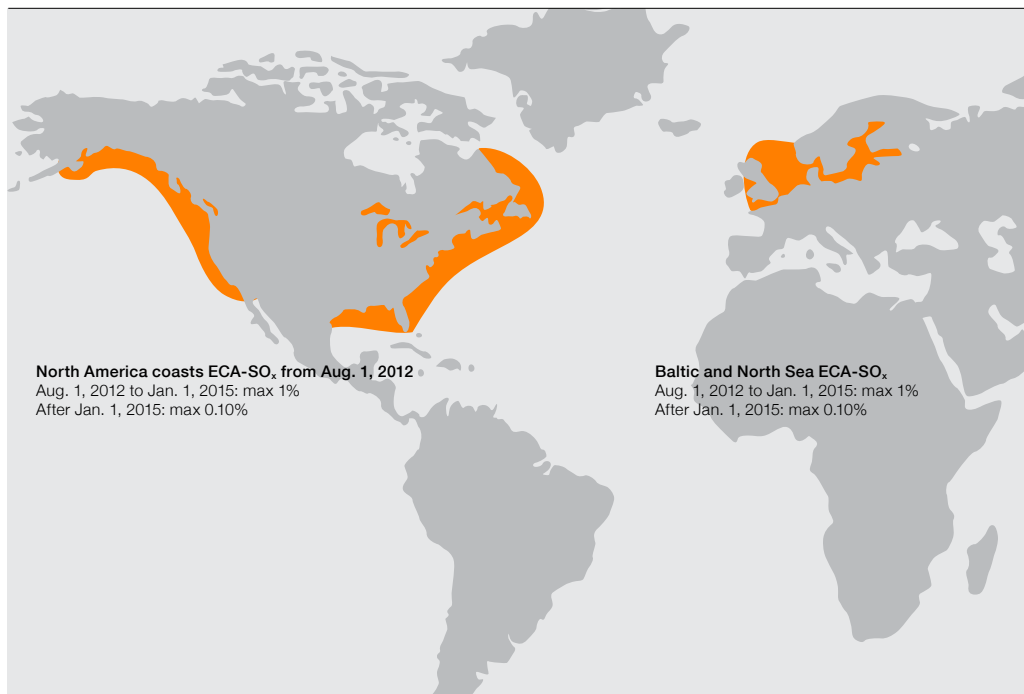 North America coasts ECA-SOₓ from Aug. 1, 2012
Aug. 1, 2012 to Jan. 1, 2015: max 1%
After Jan. 1, 2015: max 0.10%
Baltic and North Sea ECA-SOₓ
Aug. 1, 2012 to Jan. 1, 2015: max 1%
After Jan. 1, 2015: max 0.10%